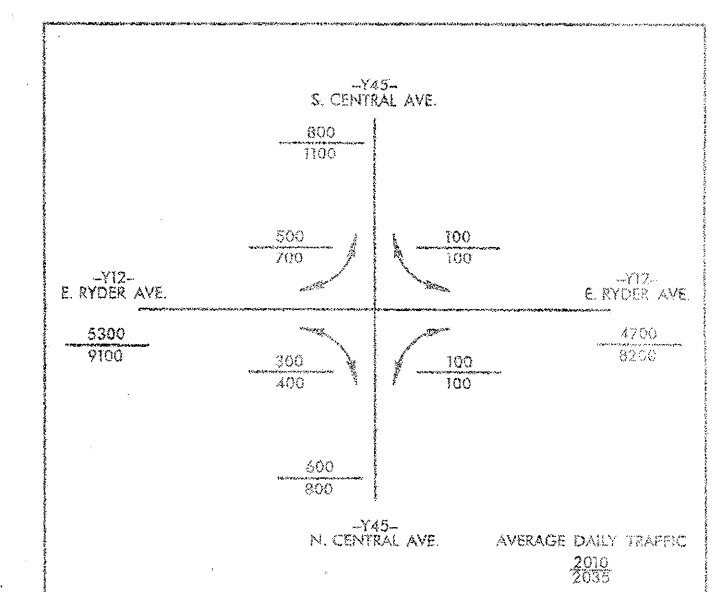 -Y45-
S. CENTRAL AVE.
800
1100
500
700
100
100
-Y12-
E. RYDER AVE.
-Y12-
E. RYDER AVE.
5300
9100
4700
8200
300
400
100
100
600
800
-Y45-
N. CENTRAL AVE.
AVERAGE DAILY TRAFFIC
2010
2035